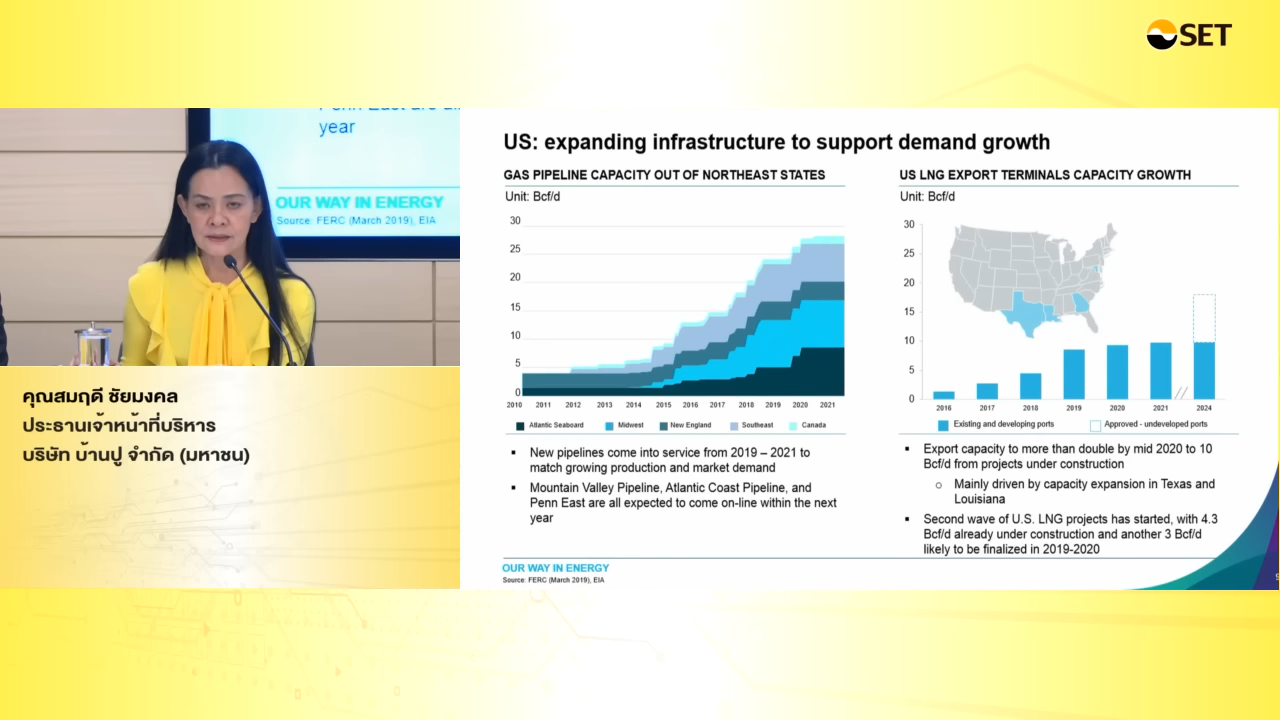 SET
Penn East are all
year
OUR WAY IN ENERGY
Source: FERC (March 2019), EIA
คุณสมฤดี ชัยมงคล
ประธานเจ้าหน้าที่บริหาร
บริษัท บ้านปู จำกัด (มหาชน)
US: expanding infrastructure to support demand growth
GAS PIPELINE CAPACITY OUT OF NORTHEAST STATES
Unit: Bcf/d
30
25
20
15
10
5
0
2010 2011 2012 2013 2014 2015 2016 2017 2018 2019 2020 2021
Atlantic Seaboard Midwest New England Southeast Canada
▪ New pipelines come into service from 2019 – 2021 to
match growing production and market demand
▪ Mountain Valley Pipeline, Atlantic Coast Pipeline, and
Penn East are all expected to come on-line within the next
year
US LNG EXPORT TERMINALS CAPACITY GROWTH
Unit: Bcf/d
30
25
20
15
10
5
0
2016 2017 2018 2019 2020 2021 // 2024
Existing and developing ports Approved - undeveloped ports
▪ Export capacity to more than double by mid 2020 to 10
Bcf/d from projects under construction
o Mainly driven by capacity expansion in Texas and
Louisiana
▪ Second wave of U.S. LNG projects has started, with 4.3
Bcf/d already under construction and another 3 Bcf/d
likely to be finalized in 2019-2020
OUR WAY IN ENERGY
Source: FERC (March 2019), EIA
9